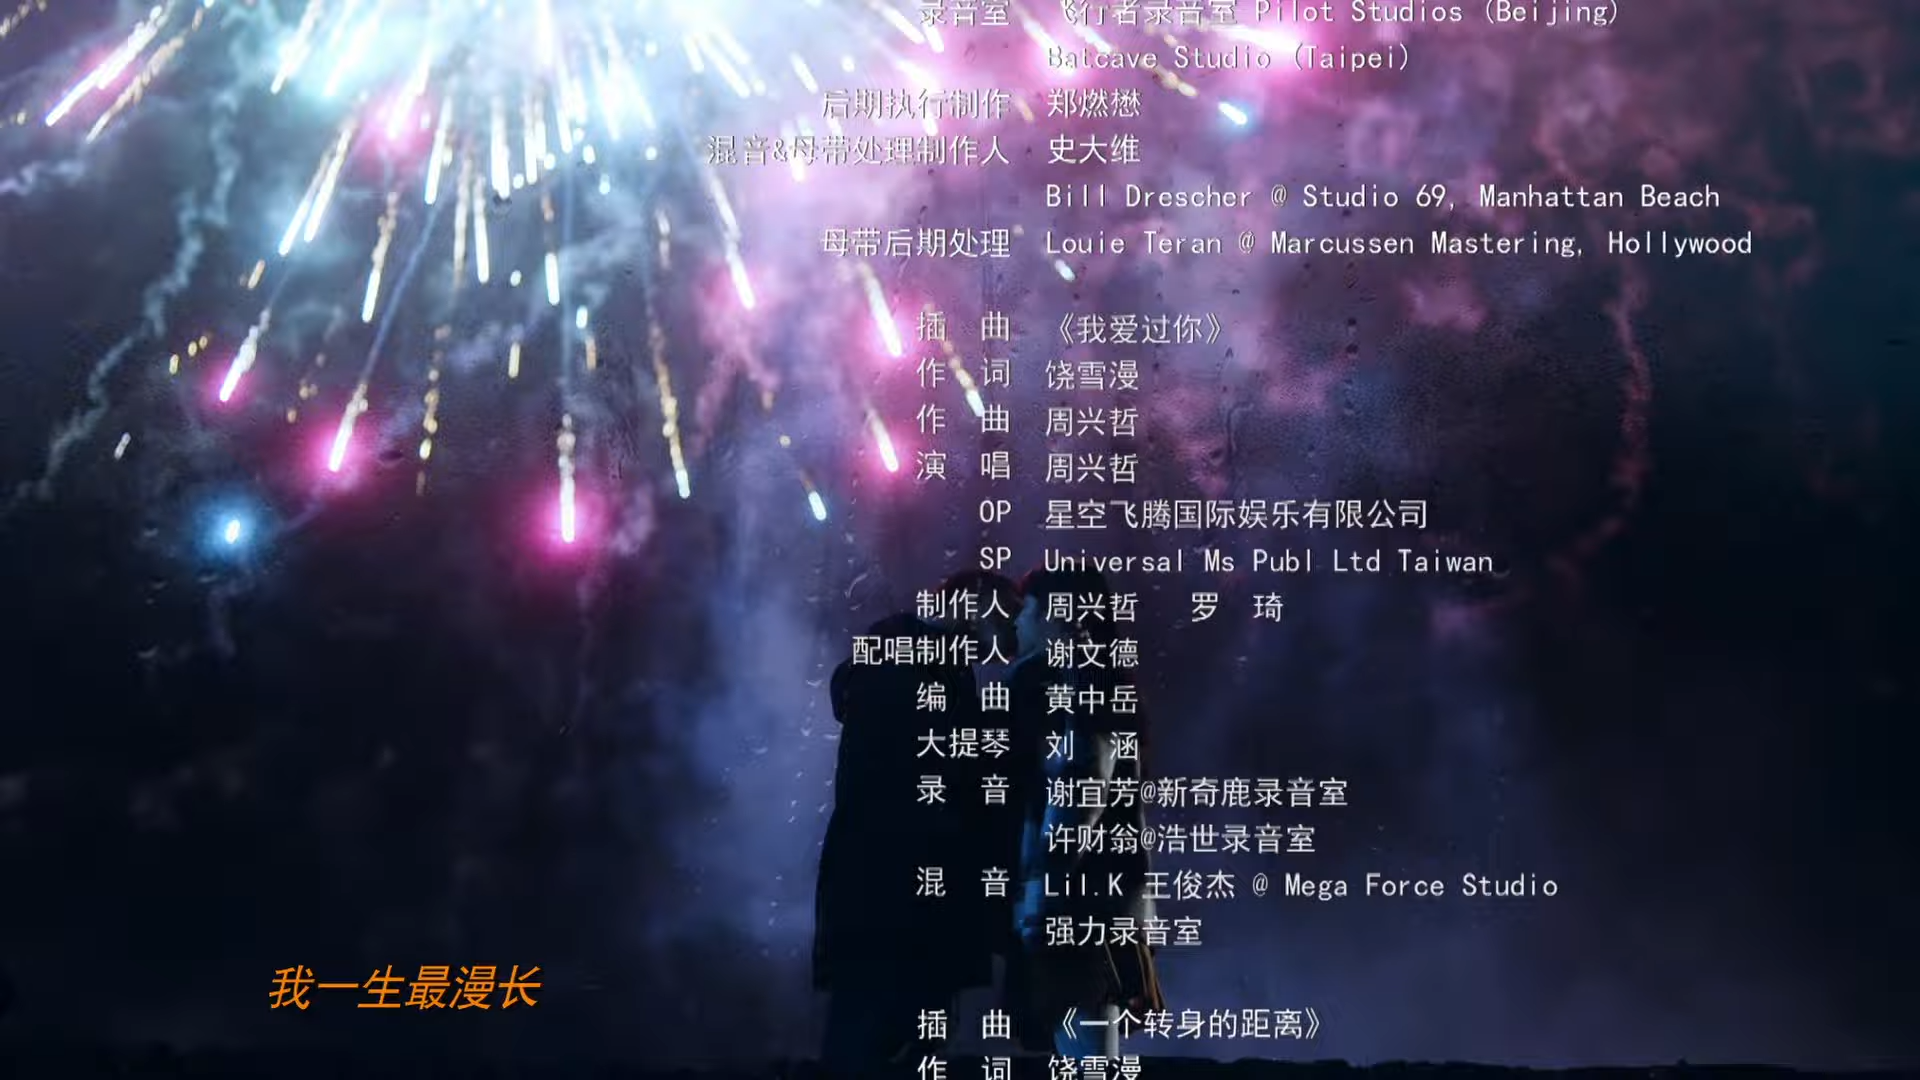 录音室 飞行者录音室 Pilot Studios (Beijing)
Batcave Studio (Taipei)
后期执行制作 郑燃懋
混音&母带处理制作人 史大维
Bill Drescher @ Studio 69, Manhattan Beach
母带后期处理 Louie Teran @ Marcussen Mastering, Hollywood
插 曲 《我爱过你》
作 词 饶雪漫
作 曲 周兴哲
演 唱 周兴哲
OP 星空飞腾国际娱乐有限公司
SP Universal Ms Publ Ltd Taiwan
制作人 周兴哲 罗 琦
配唱制作人 谢文德
编 曲 黄中岳
大提琴 刘 涵
录 音 谢宜芳@新奇鹿录音室
许财翁@浩世录音室
混 音 Lil.K 王俊杰 @ Mega Force Studio
强力录音室
我一生最漫长
插 曲 《一个转身的距离》
作 词 饶雪漫